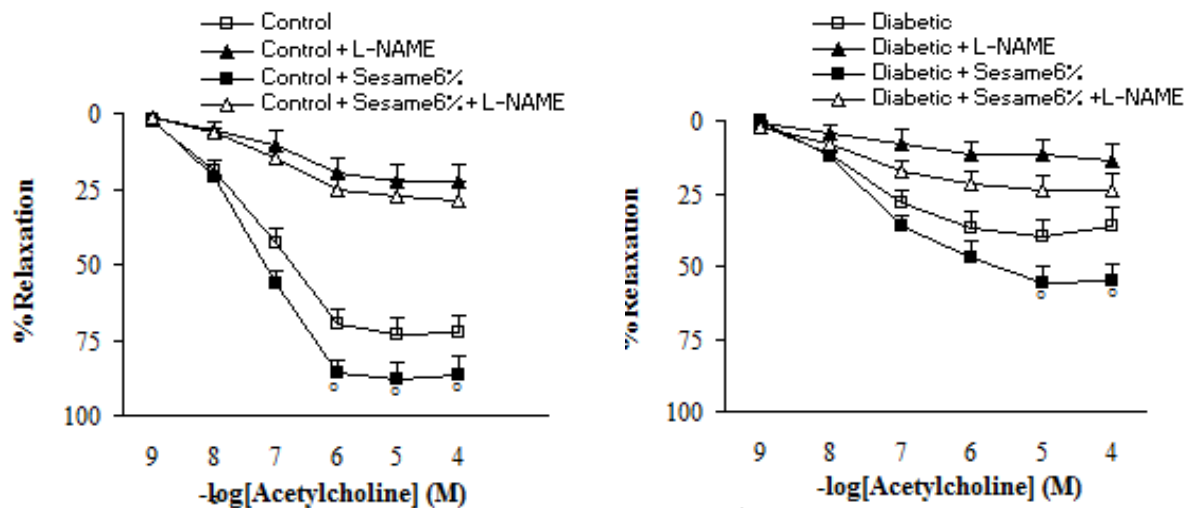 Control
Control + L-NAME
Control + Sesame6%
Control + Sesame6% + L-NAME
0
25
50
75
100
%Relaxation
9 8 7 6 5 4
-log[Acetylcholine] (M)
Diabetic
Diabetic + L-NAME
Diabetic + Sesame6%
Diabetic + Sesame6% +L-NAME
0
25
50
75
100
%Relaxation
9 8 7 6 5 4
-log[Acetylcholine] (M)